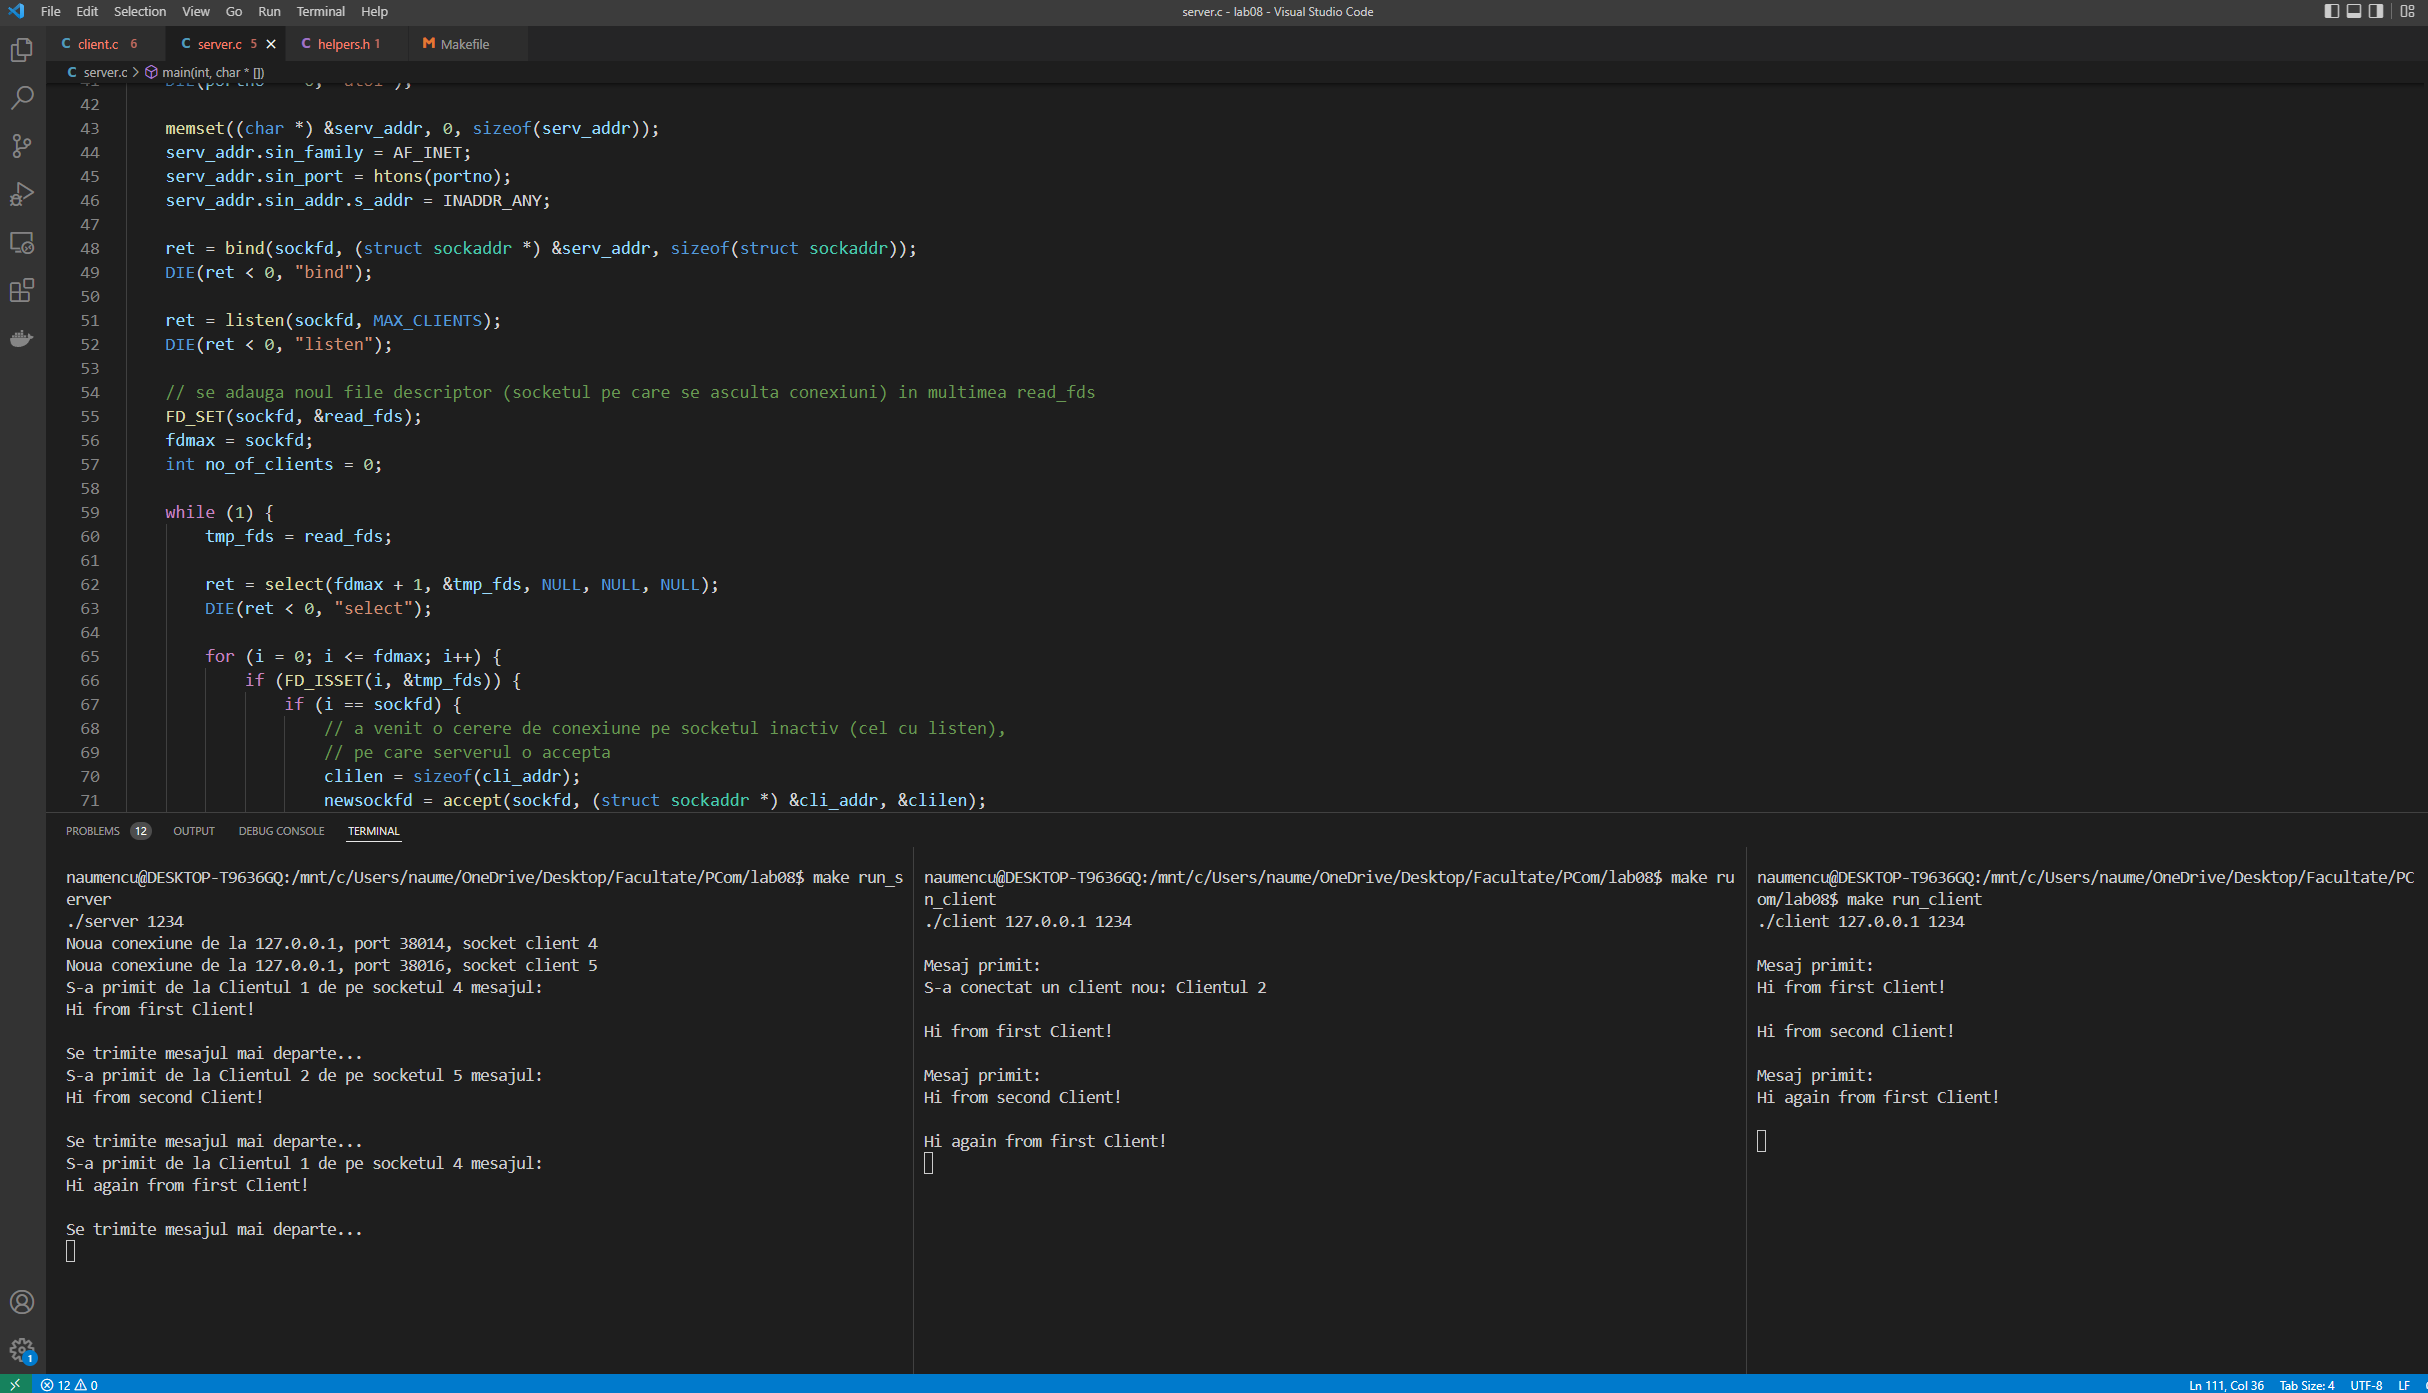 File Edit Selection View Go Run Terminal Help
server.c - lab08 - Visual Studio Code
C client.c 6
C server.c 5
C helpers.h 1
M Makefile
C server.c > main(int, char * [])
42
43 memset((char *) &serv_addr, 0, sizeof(serv_addr));
44 serv_addr.sin_family = AF_INET;
45 serv_addr.sin_port = htons(portno);
46 serv_addr.sin_addr.s_addr = INADDR_ANY;
47
48 ret = bind(sockfd, (struct sockaddr *) &serv_addr, sizeof(struct sockaddr));
49 DIE(ret < 0, "bind");
50
51 ret = listen(sockfd, MAX_CLIENTS);
52 DIE(ret < 0, "listen");
53
54 // se adauga noul file descriptor (socketul pe care se asculta conexiuni) in multimea read_fds
55 FD_SET(sockfd, &read_fds);
56 fdmax = sockfd;
57 int no_of_clients = 0;
58
59 while (1) {
60 tmp_fds = read_fds;
61
62 ret = select(fdmax + 1, &tmp_fds, NULL, NULL, NULL);
63 DIE(ret < 0, "select");
64
65 for (i = 0; i <= fdmax; i++) {
66 if (FD_ISSET(i, &tmp_fds)) {
67 if (i == sockfd) {
68 // a venit o cerere de conexiune pe socketul inactiv (cel cu listen),
69 // pe care serverul o accepta
70 clilen = sizeof(cli_addr);
71 newsockfd = accept(sockfd, (struct sockaddr *) &cli_addr, &clilen);
PROBLEMS 12 OUTPUT DEBUG CONSOLE TERMINAL
naumencu@DESKTOP-T9636GQ:/mnt/c/Users/naume/OneDrive/Desktop/Facultate/PCom/lab08$ make run_s
erver
./server 1234
Noua conexiune de la 127.0.0.1, port 38014, socket client 4
Noua conexiune de la 127.0.0.1, port 38016, socket client 5
S-a primit de la Clientul 1 de pe socketul 4 mesajul:
Hi from first Client!
Se trimite mesajul mai departe...
S-a primit de la Clientul 2 de pe socketul 5 mesajul:
Hi from second Client!
Se trimite mesajul mai departe...
S-a primit de la Clientul 1 de pe socketul 4 mesajul:
Hi again from first Client!
Se trimite mesajul mai departe...
naumencu@DESKTOP-T9636GQ:/mnt/c/Users/naume/OneDrive/Desktop/Facultate/PCom/lab08$ make ru
n_client
./client 127.0.0.1 1234
Mesaj primit:
S-a conectat un client nou: Clientul 2
Hi from first Client!
Mesaj primit:
Hi from second Client!
Hi again from first Client!
naumencu@DESKTOP-T9636GQ:/mnt/c/Users/naume/OneDrive/Desktop/Facultate/PC
om/lab08$ make run_client
./client 127.0.0.1 1234
Mesaj primit:
Hi from first Client!
Hi from second Client!
Mesaj primit:
Hi again from first Client!
1
12 0
Ln 111, Col 36 Tab Size: 4 UTF-8 LF